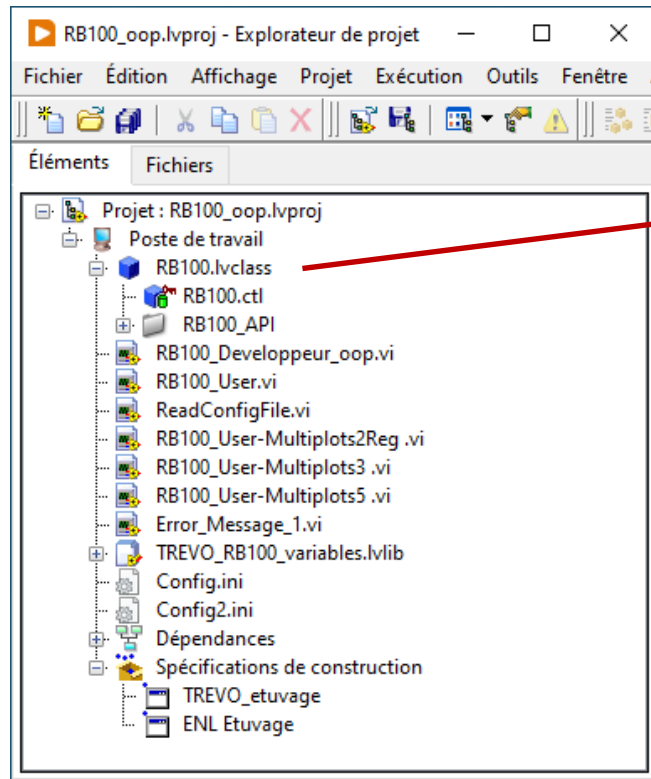 RB100_oop.lvproj - Explorateur de projet
Fichier Édition Affichage Projet Exécution Outils Fenêtre
Éléments Fichiers
Projet : RB100_oop.lvproj
Poste de travail
RB100.lvclass
RB100.ctl
RB100_API
RB100_Developpeur_oop.vi
RB100_User.vi
ReadConfigFile.vi
RB100_User-Multiplots2Reg .vi
RB100_User-Multiplots3 .vi
RB100_User-Multiplots5 .vi
Error_Message_1.vi
TREVO_RB100_variables.lvlib
Config.ini
Config2.ini
Dépendances
Spécifications de construction
TREVO_etuvage
ENL Etuvage